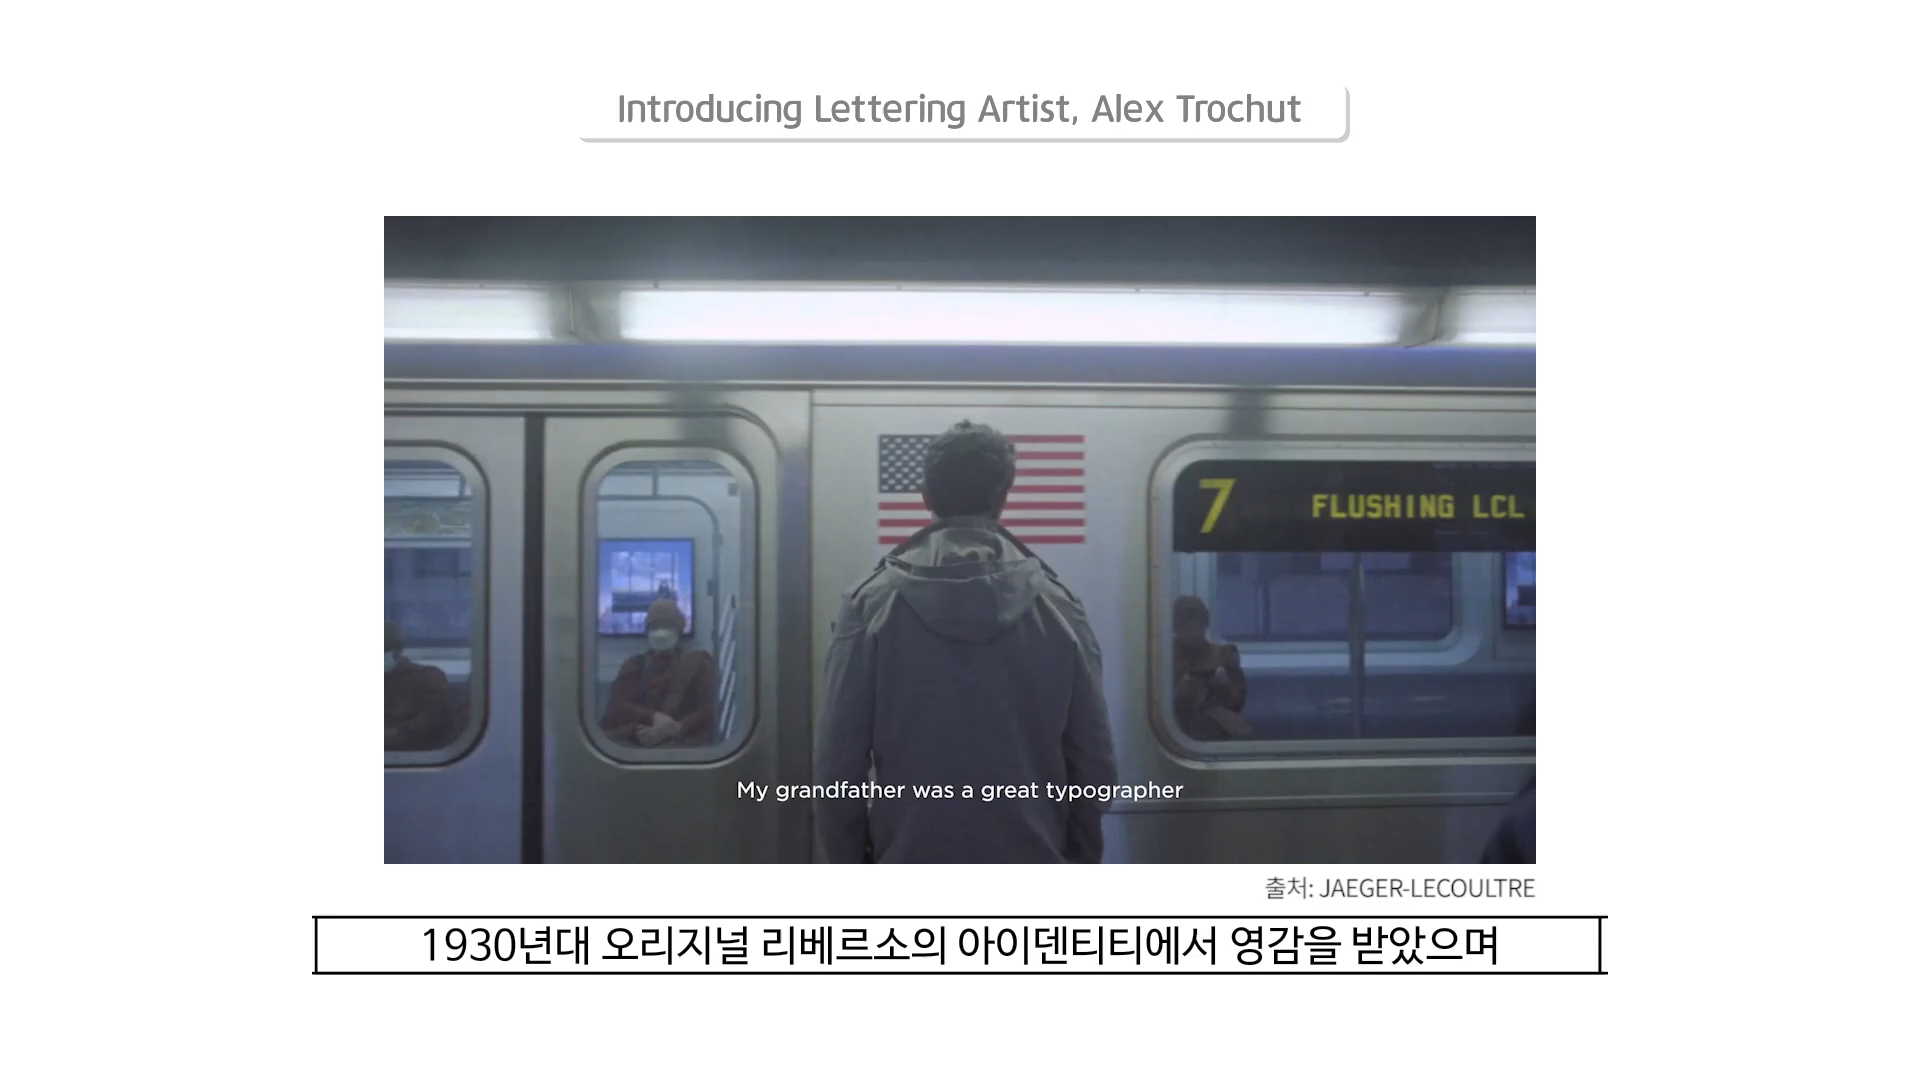 Introducing Lettering Artist, Alex Trochut
7 FLUSHING LCL
My grandfather was a great typographer
출처: JAEGER-LECOULTRE
1930년대 오리지널 리베르소의 아이덴티티에서 영감을 받았으며